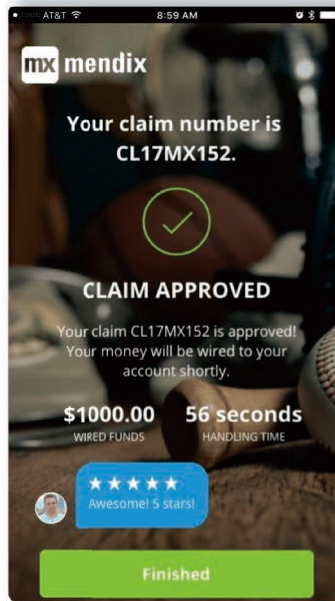 AT&T 8:59 AM
mx mendix
Your claim number is
CL17MX152.
CLAIM APPROVED
Your claim CL17MX152 is approved!
Your money will be wired to your
account shortly.
$1000.00 56 seconds
WIRED FUNDS HANDLING TIME
Awesome! 5 stars!
Finished